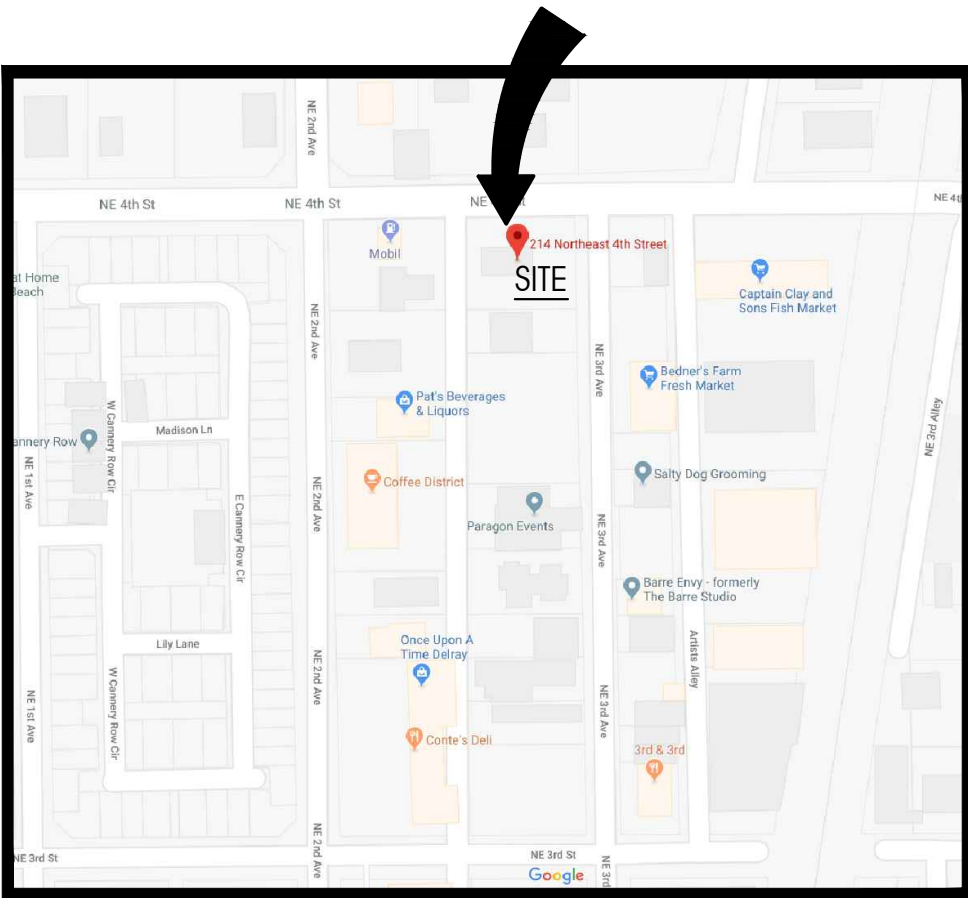 NE 2nd Ave
NE 4th St
NE 4th St
NE
St
NE 4t
Mobil
214 Northeast 4th Street
SITE
at Home
Beach
Captain Clay and
Sons Fish Market
NE 2nd Ave
NE 3rd Ave
Bedner's Farm
Fresh Market
Pat's Beverages
& Liquors
W Cannery Row Cir
Madison Ln
annery Row
NE 3rd Alley
NE 1st Ave
Coffee District
Salty Dog Grooming
NE 2nd Ave
E Cannery Row Cir
Paragon Events
NE 3rd Ave
Barre Envy - formerly
The Barre Studio
Lily Lane
Once Upon A
Time Delray
NE 2nd Ave
Artists Alley
W Cannery Row Cir
NE 1st Ave
NE 3rd Ave
Conte's Deli
3rd & 3rd
NE 3rd St
NE 2nd Ave
NE 3rd St
NE 3rd
Google